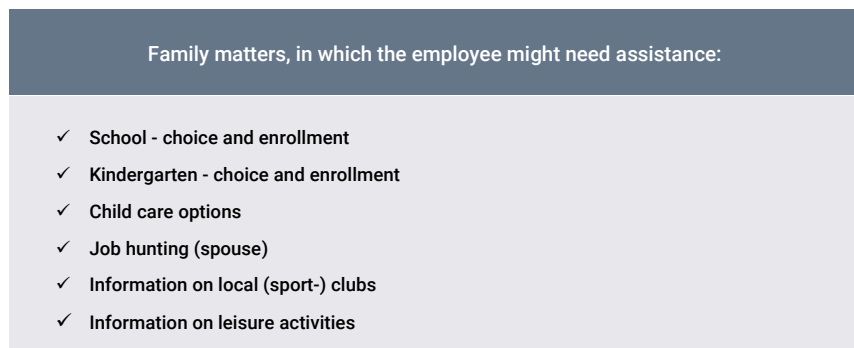 Family matters, in which the employee might need assistance:
✓ School - choice and enrollment
✓ Kindergarten - choice and enrollment
✓ Child care options
✓ Job hunting (spouse)
✓ Information on local (sport-) clubs
✓ Information on leisure activities